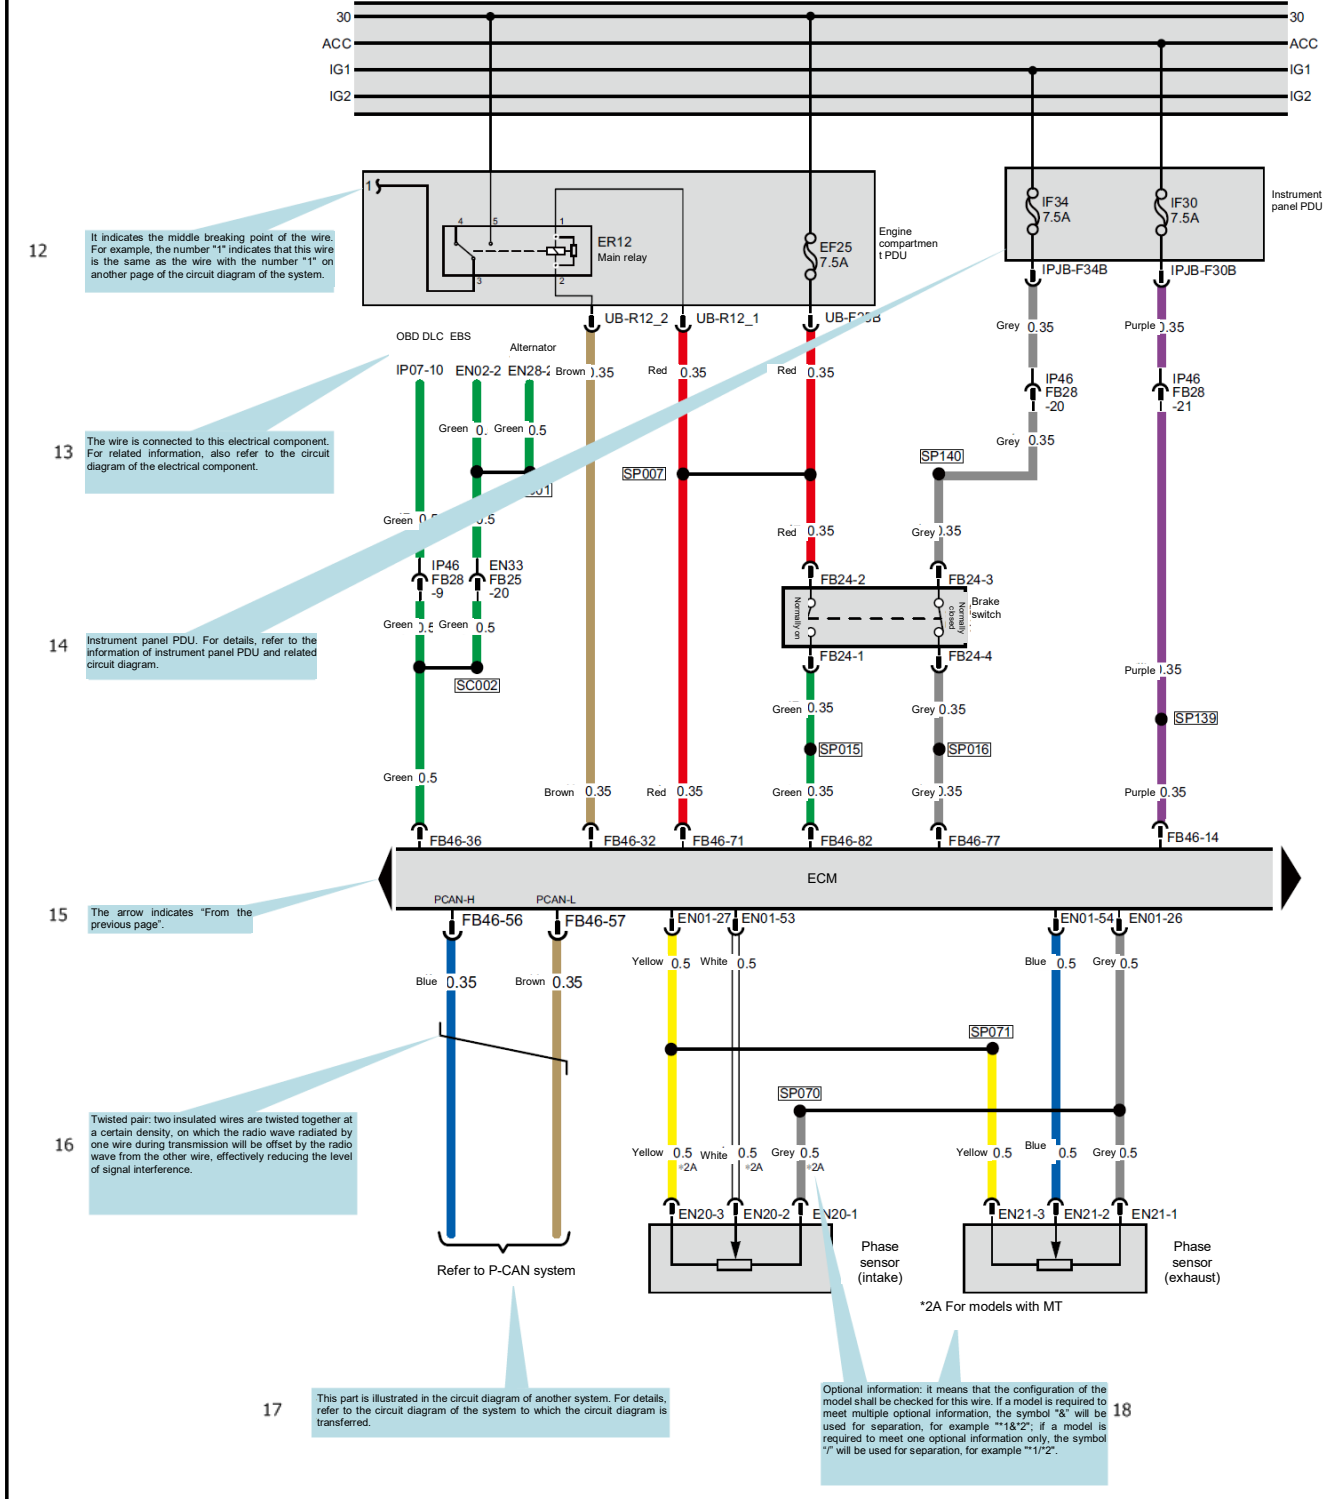 30
30
ACC
ACC
IG1
IG1
IG2
IG2
1
4
5
1
3
2
ER12
Main relay
EF25
7.5A
Engine
compartmen
t PDU
IF34
7.5A
IF30
7.5A
Instrument
panel PDU
12
It indicates the middle breaking point of the wire.
For example, the number "1" indicates that this wire
is the same as the wire with the number "1" on
another page of the circuit diagram of the system.
IPJB-F34B
IPJB-F30B
UB-R12_2
UB-R12_1
Grey 0.35
Purple 0.35
OBD DLC EBS
Alternator
IP07-10
EN02-2
Brown
Red 0.35
Red 0.35
IP46
FB28
-20
IP46
FB28
-21
Green
Green 0.5
Grey 0.35
13
The wire is connected to this electrical component.
For related information, also refer to the circuit
diagram of the electrical component.
SP007
SP140
Green
Red 0.35
Grey
IP46
FB28
-9
EN33
FB25
-20
FB24-2
FB24-3
Normally on
Normally
closed
Brake
switch
Green
Green 0.5
14
Instrument panel PDU. For details, refer to the
information of instrument panel PDU and related
circuit diagram.
FB24-1
FB24-4
SC002
Purple
Green 0.35
Grey 0.35
SP139
SP015
SP016
Green 0.5
Brown 0.35
Red 0.35
Green 0.35
Grey
Purple 0.35
FB46-36
FB46-32
FB46-71
FB46-82
FB46-77
FB46-14
ECM
PCAN-H
PCAN-L
15
The arrow indicates “From the
previous page”.
FB46-56
FB46-57
EN01-27
EN01-53
EN01-54
EN01-26
Yellow 0.5
White 0.5
Blue 0.5
Grey 0.5
Blue 0.35
Brown 0.35
SP071
SP070
16
Twisted pair: two insulated wires are twisted together at
a certain density, on which the radio wave radiated by
one wire during transmission will be offset by the radio
wave from the other wire, effectively reducing the level
of signal interference.
Yellow 0.5
*2A
White 0.5
*2A
Grey 0.5
*2A
Yellow 0.5
Blue 0.5
Grey 0.5
EN20-3
EN20-2
EN20-1
EN21-3
EN21-2
EN21-1
Phase
sensor
(intake)
Phase
sensor
(exhaust)
Refer to P-CAN system
*2A For models with MT
17
This part is illustrated in the circuit diagram of another system. For details,
refer to the circuit diagram of the system to which the circuit diagram is
transferred.
18
Optional information: it means that the configuration of the
model shall be checked for this wire. If a model is required to
meet multiple optional information, the symbol "&" will be
used for separation, for example "*1&*2"; if a model is
required to meet one optional information only, the symbol
"/" will be used for separation, for example "*1/*2".